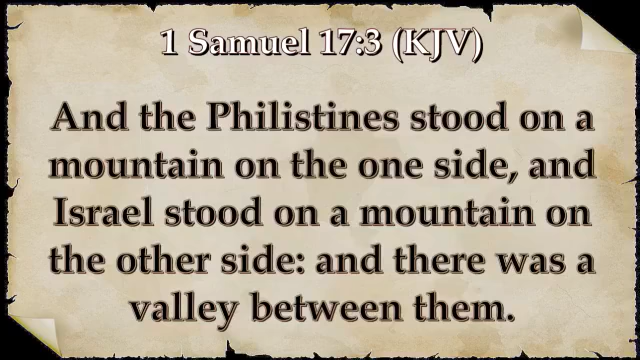 1 Samuel 17:3 (KJV)
And the Philistines stood on a
mountain on the one side, and
Israel stood on a mountain on
the other side: and there was a
valley between them.